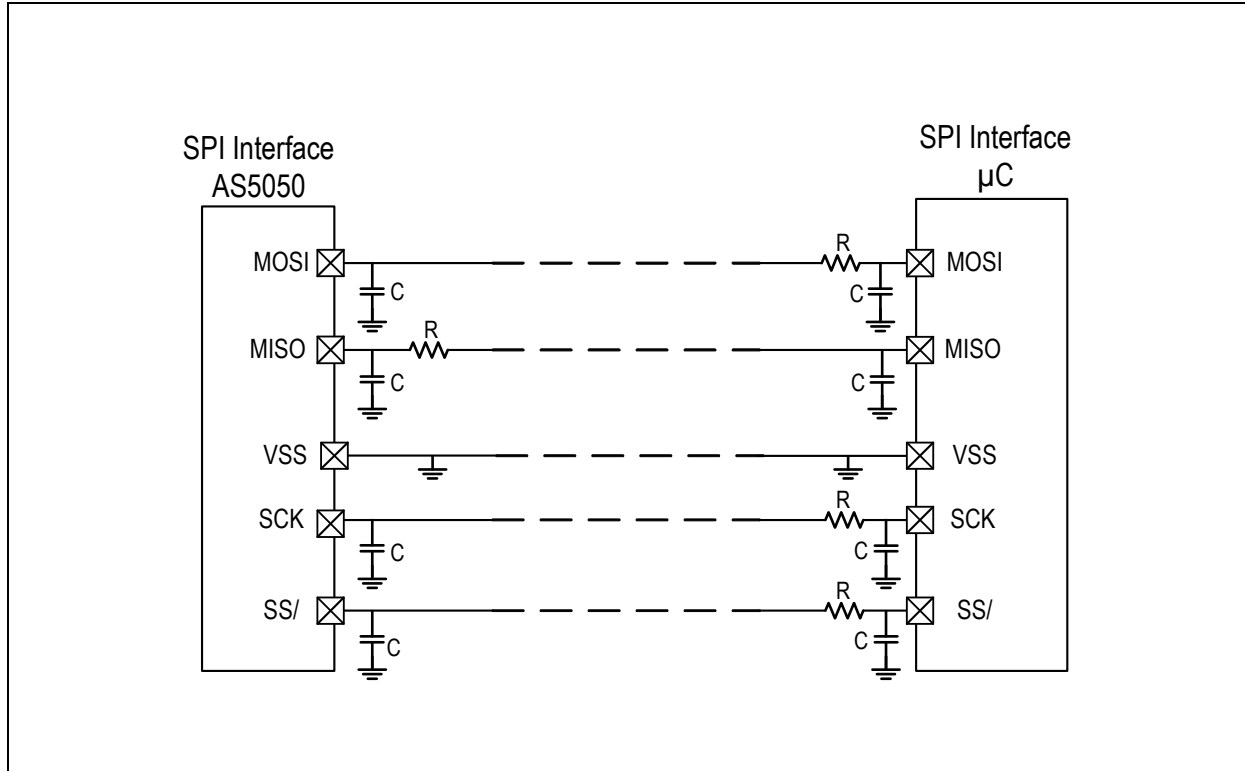 SPI Interface
AS5050
SPI Interface
µC
MOSI
C
R
C
MOSI
MISO
C
R
C
MISO
VSS
VSS
SCK
C
R
C
SCK
SS/
C
R
C
SS/